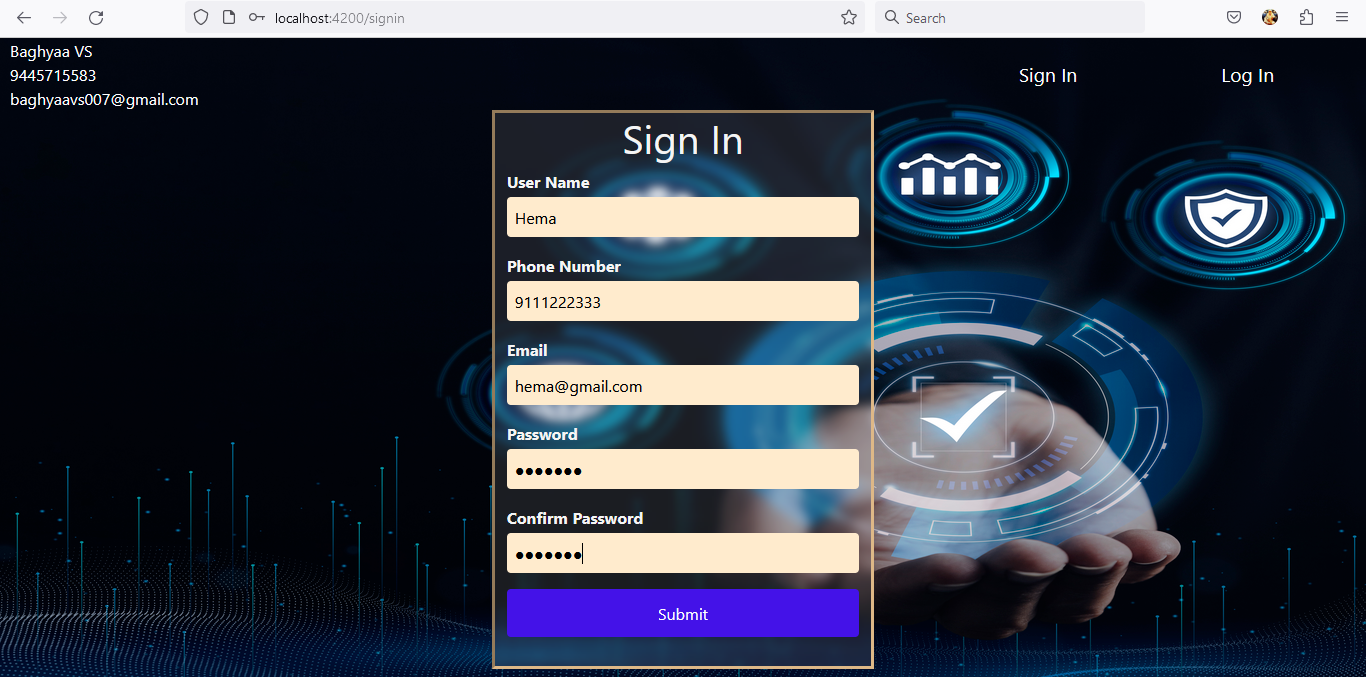 localhost:4200/signin
Search
Baghyaa VS
9445715583
baghyaavs007@gmail.com
Sign In
Log In
Sign In
User Name
Hema
Phone Number
9111222333
Email
hema@gmail.com
Password
●●●●●●●
Confirm Password
●●●●●●●
Submit